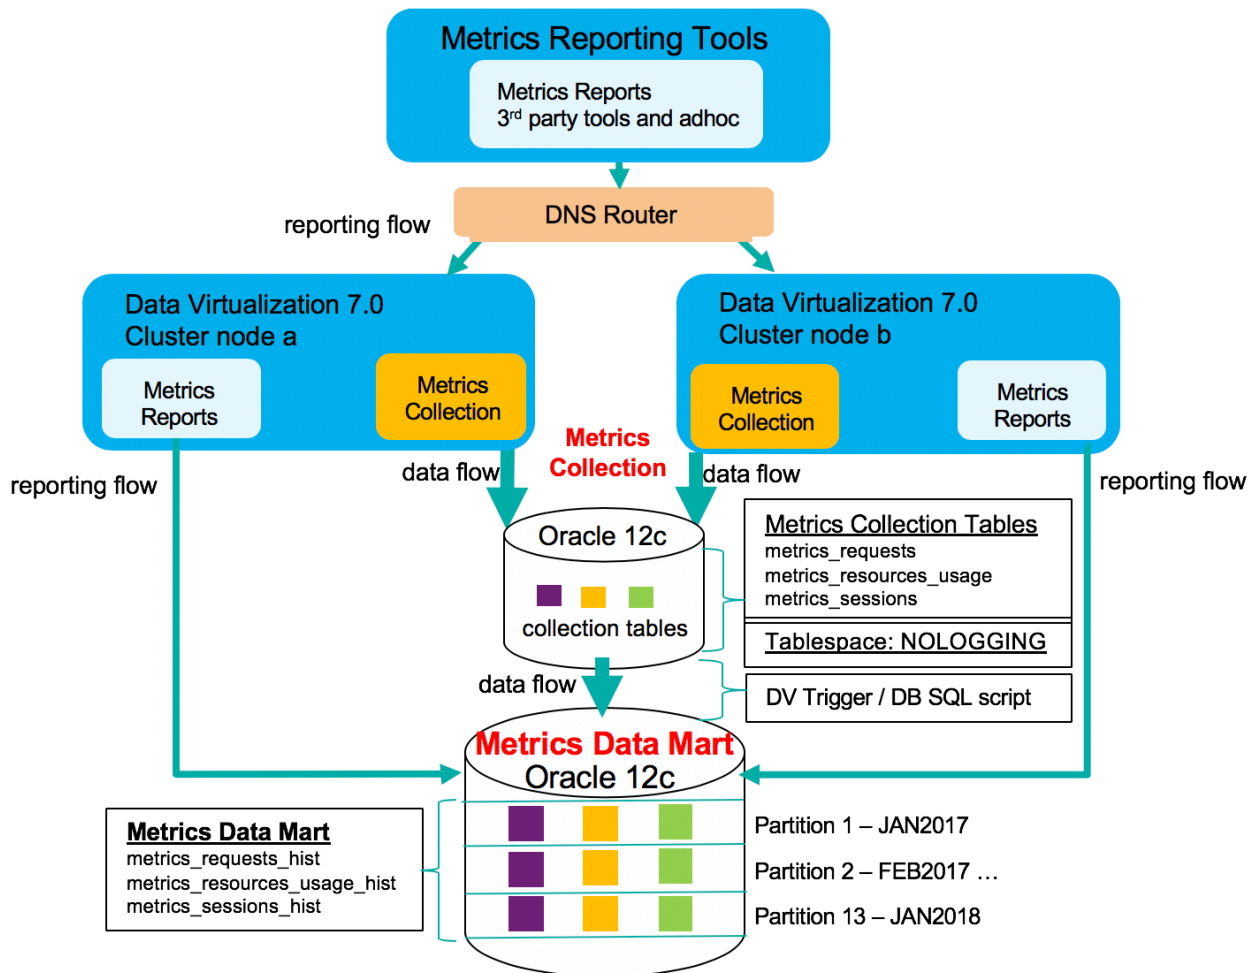 Metrics Reporting Tools
Metrics Reports
3rd party tools and adhoc
DNS Router
reporting flow
Data Virtualization 7.0
Cluster node a
Metrics
Reports
Metrics
Collection
Data Virtualization 7.0
Cluster node b
Metrics
Collection
Metrics
Reports
Metrics
Collection
data flow
data flow
reporting flow
reporting flow
Oracle 12c
collection tables
Metrics Collection Tables
metrics_requests
metrics_resources_usage
metrics_sessions
Tablespace: NOLOGGING
data flow
DV Trigger / DB SQL script
Metrics Data Mart
Oracle 12c
Metrics Data Mart
metrics_requests_hist
metrics_resources_usage_hist
metrics_sessions_hist
Partition 1 – JAN2017
Partition 2 – FEB2017 ...
Partition 13 – JAN2018